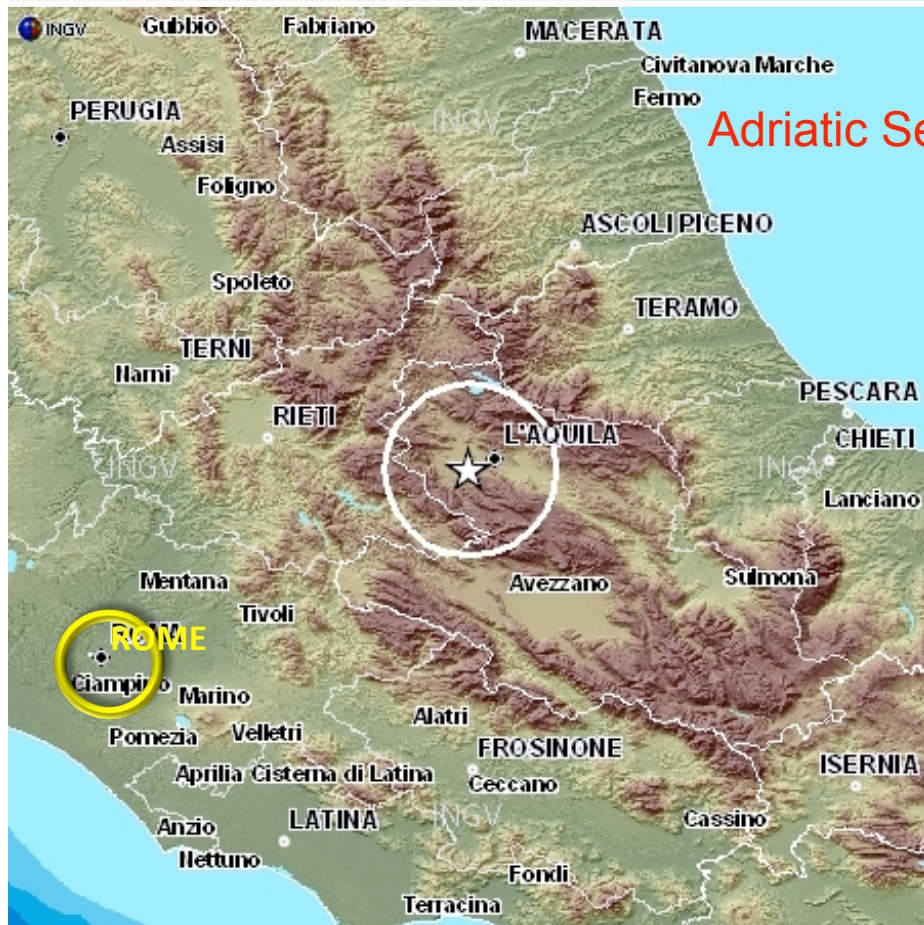 INGV
Gubbio
Fabriano
MACERATA
Civitanova Marche
Fermo
PERUGIA
INGV
Adriatic Se
Assisi
Foligno
ASCOLI PICENO
Spoleto
TERAMO
TERNI
Narni
PESCARA
RIETI
L'AQUILA
CHIETI
INGV
INGV
Lanciano
Mentana
Avezzano
Sulmona
Tivoli
ROME
Ciampino
Marino
Alatri
Pomezia
Velletri
FROSINONE
ISERNIA
Aprilia Cisterna di Latina
Ceccano
Anzio
LATINA
INGV
Cassino
Nettuno
Fondi
Terracina